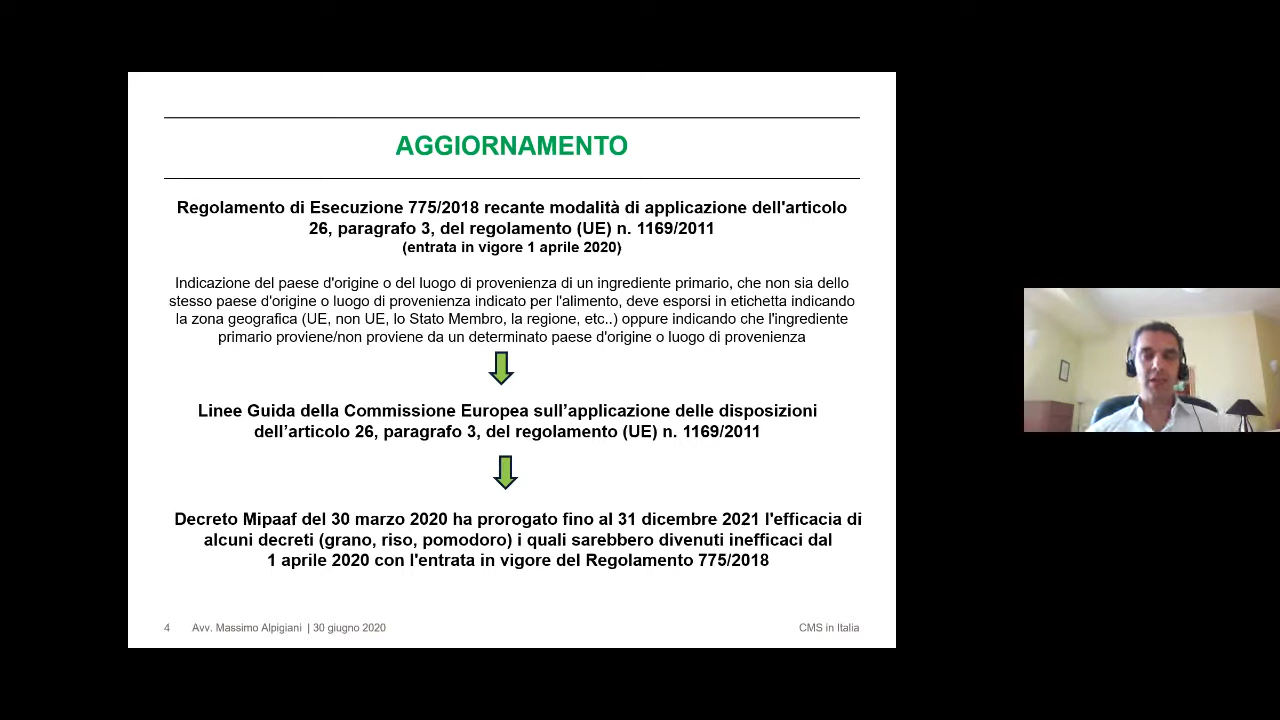 AGGIORNAMENTO
Regolamento di Esecuzione 775/2018 recante modalità di applicazione dell'articolo
26, paragrafo 3, del regolamento (UE) n. 1169/2011
(entrata in vigore 1 aprile 2020)
Indicazione del paese d'origine o del luogo di provenienza di un ingrediente primario, che non sia dello
stesso paese d'origine o luogo di provenienza indicato per l'alimento, deve esporsi in etichetta indicando
la zona geografica (UE, non UE, lo Stato Membro, la regione, etc..) oppure indicando che l'ingrediente
primario proviene/non proviene da un determinato paese d'origine o luogo di provenienza
Linee Guida della Commissione Europea sull’applicazione delle disposizioni
dell’articolo 26, paragrafo 3, del regolamento (UE) n. 1169/2011
Decreto Mipaaf del 30 marzo 2020 ha prorogato fino al 31 dicembre 2021 l'efficacia di
alcuni decreti (grano, riso, pomodoro) i quali sarebbero divenuti inefficaci dal
1 aprile 2020 con l'entrata in vigore del Regolamento 775/2018
4 Avv. Massimo Alpigiani | 30 giugno 2020 CMS in Italia